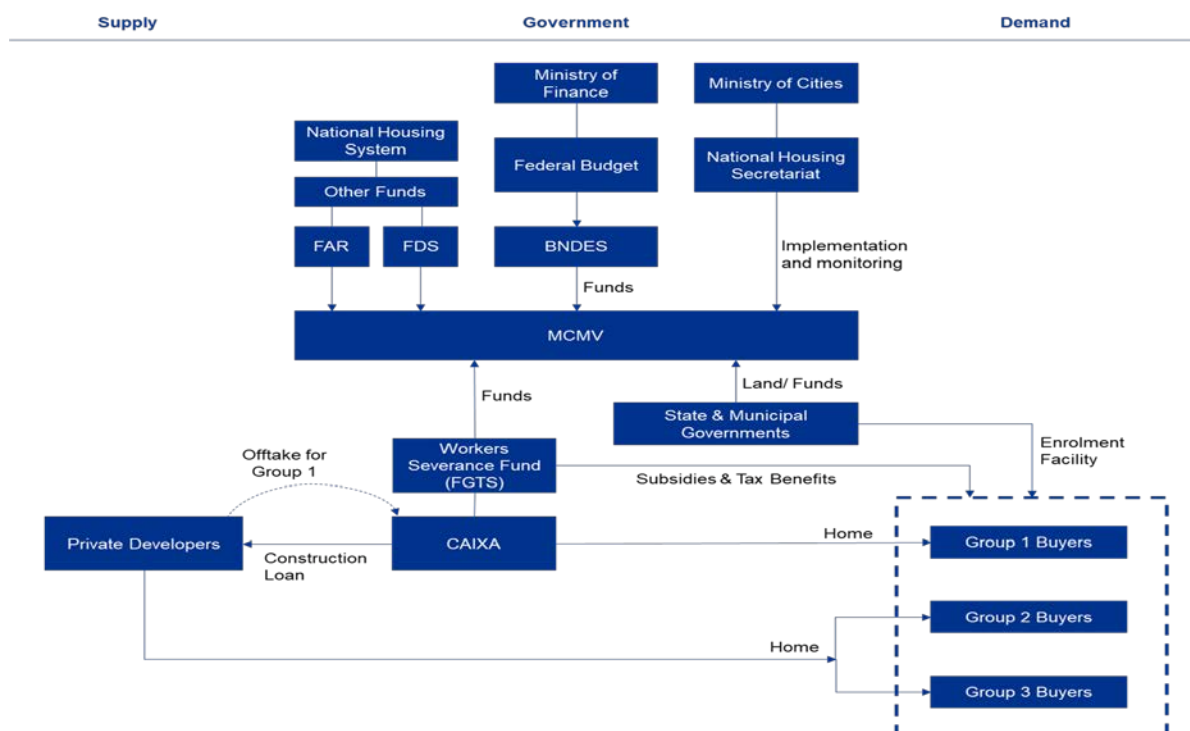 Supply
Government
Demand
Ministry of
Finance
Ministry of Cities
National Housing
System
Federal Budget
National Housing
Secretariat
Other Funds
FAR
FDS
BNDES
Implementation
and monitoring
Funds
MCMV
Funds
Land/ Funds
State & Municipal
Governments
Offtake for
Group 1
Workers
Severance Fund
(FGTS)
Enrolment
Facility
Subsidies & Tax Benefits
Private Developers
Construction
Loan
CAIXA
Home
Group 1 Buyers
Group 2 Buyers
Home
Group 3 Buyers